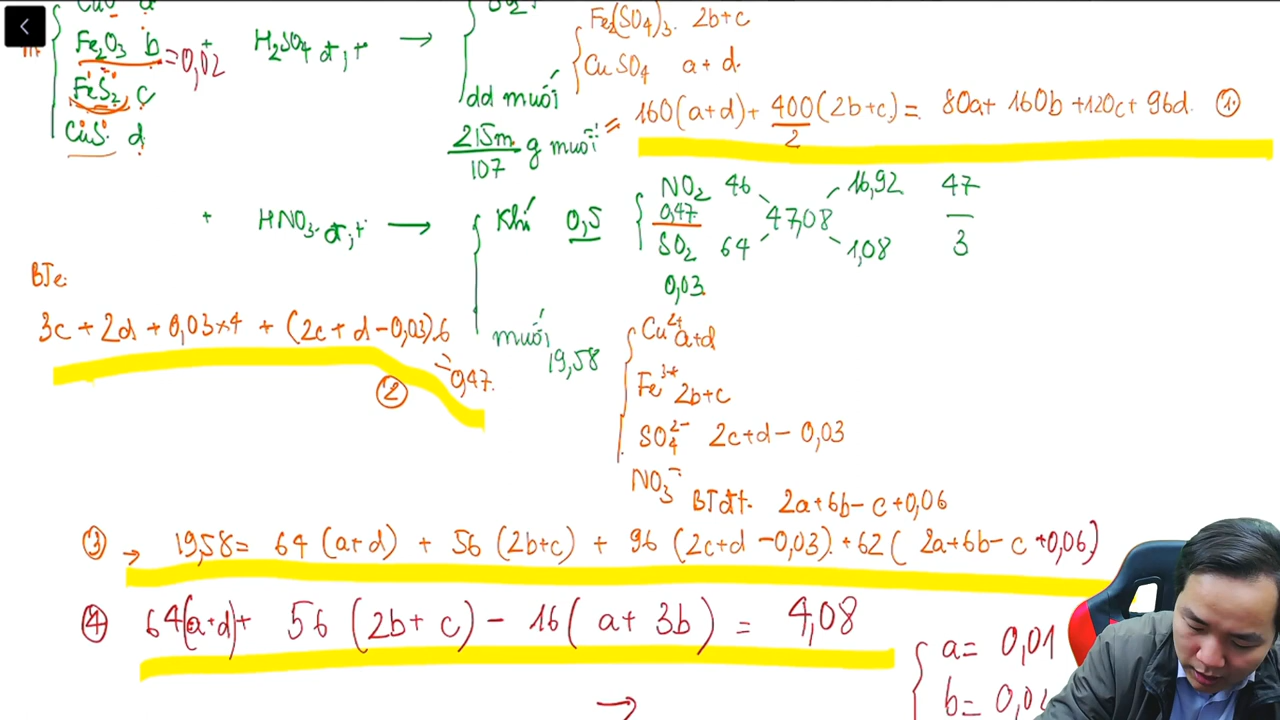 CuO a
Fe2O3 b = 0,02
FeS2 c
CuS d
+ H2SO4 đ, t →
SO2
dd muối
Fe2(SO4)3. 2b+c
CuSO4 a + d.
215m/107 g muối = 160(a+d) + 400/2 (2b+c) = 80a + 160b + 120c + 96d. ①
+ HNO3 đ, t → Khí 0,5
NO2 46 16,92 47
0,47 47,08
SO2 64 1,08 3
0,03
BTe:
3c + 2d + 0,03×4 + (2c + d - 0,03).6
= 0,47.
②
muối 19,58
Cu2+ a+d
Fe3+ 2b+c
SO4 2- 2c+d - 0,03
NO3- BTđt. 2a+6b- c+0,06
③ → 19,58 = 64 (a+d) + 56 (2b+c) + 96 (2c+d -0,03). +62( 2a+6b- c +0,06)
④ 64(a+d)+ 56 (2b+ c) - 16( a+ 3b) = 4,08
→
a= 0,01